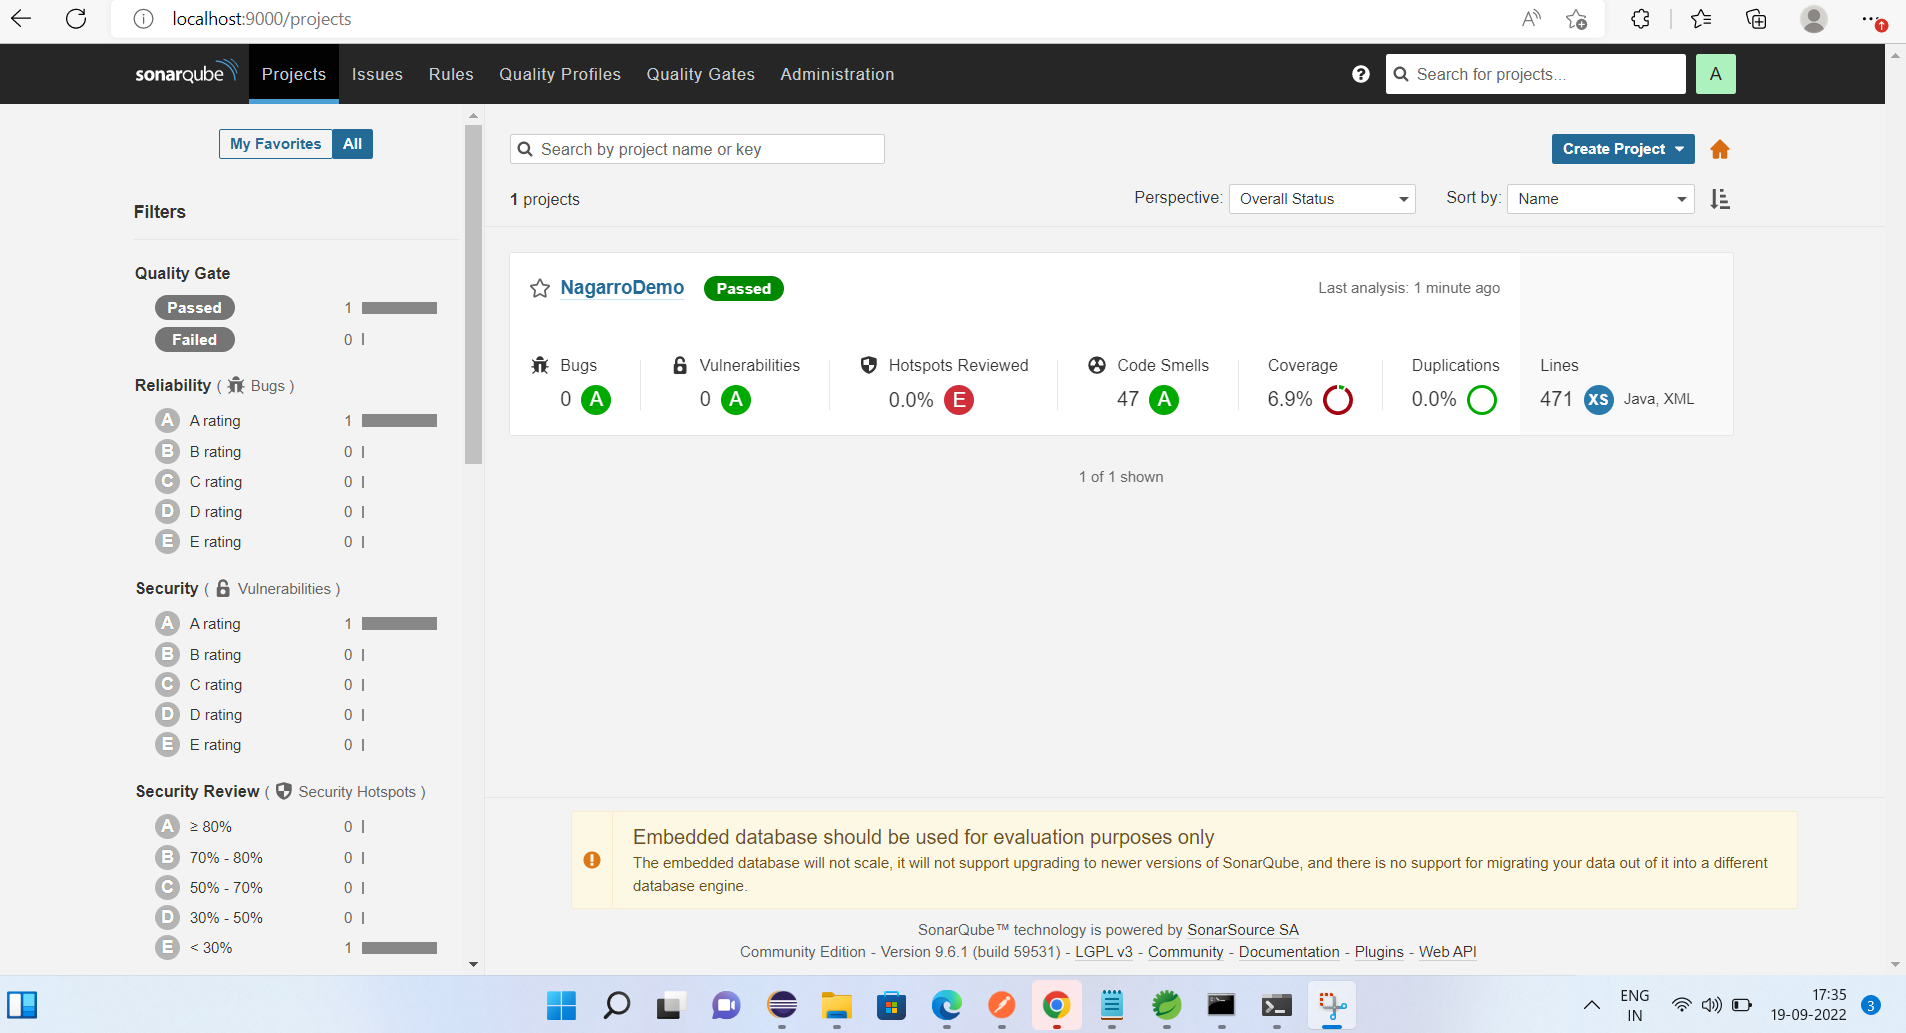 localhost:9000/projects
sonarqube Projects Issues Rules Quality Profiles Quality Gates Administration ? Search for projects... A
My Favorites All
Search by project name or key
Create Project
1 projects
Perspective: Overall Status
Sort by: Name
Filters
Quality Gate
Passed 1
Failed 0
Reliability ( Bugs )
A A rating 1
B B rating 0
C C rating 0
D D rating 0
E E rating 0
Security ( Vulnerabilities )
A A rating 1
B B rating 0
C C rating 0
D D rating 0
E E rating 0
Security Review ( Security Hotspots )
A ≥ 80% 0
B 70% - 80% 0
C 50% - 70% 0
D 30% - 50% 0
E < 30% 1
NagarroDemo Passed
Last analysis: 1 minute ago
Bugs Vulnerabilities Hotspots Reviewed Code Smells Coverage Duplications Lines
0 A 0 A 0.0% E 47 A 6.9% 0.0% 471 XS Java, XML
1 of 1 shown
Embedded database should be used for evaluation purposes only
The embedded database will not scale, it will not support upgrading to newer versions of SonarQube, and there is no support for migrating your data out of it into a different
database engine.
SonarQube™ technology is powered by SonarSource SA
Community Edition - Version 9.6.1 (build 59531) - LGPL v3 - Community - Documentation - Plugins - Web API
ENG
IN
17:35
19-09-2022
3